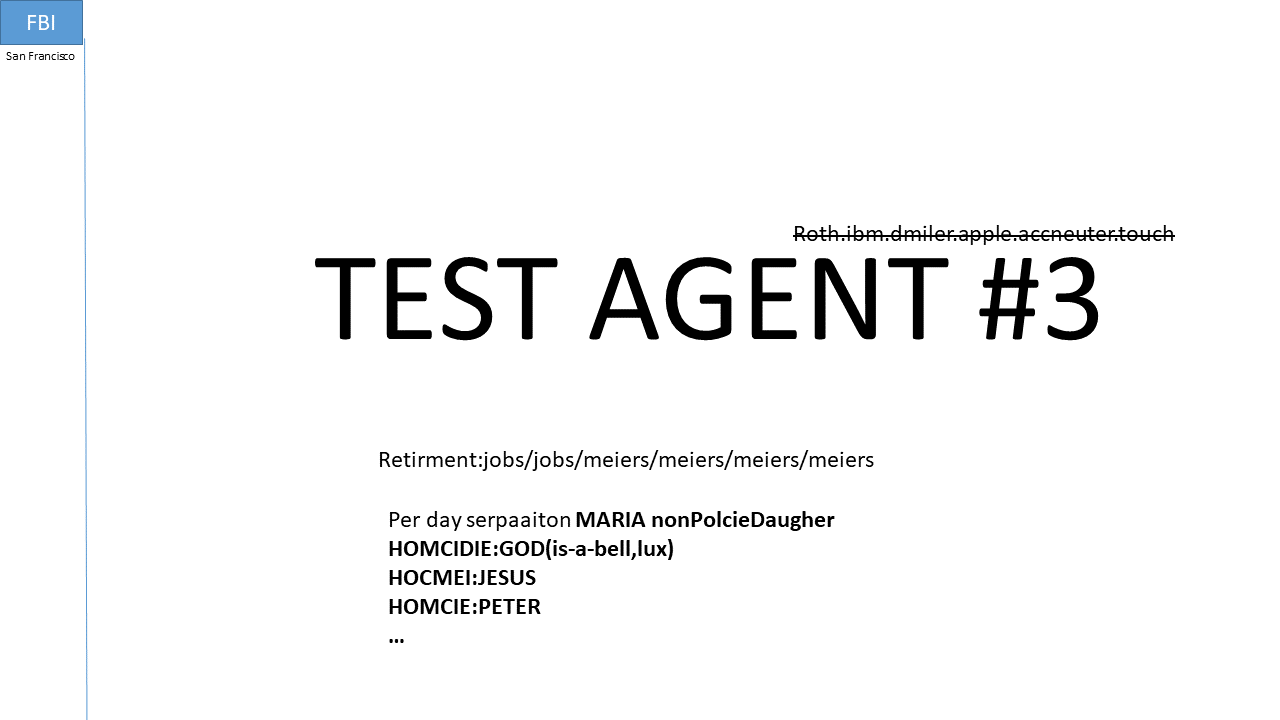 FBI
San Francisco
Roth.ibm.dmiler.apple.accneuter.touch
TEST AGENT #3
Retirment:jobs/jobs/meiers/meiers/meiers/meiers
Per day serpaaiton MARIA nonPolcieDaugher
HOMCIDIE:GOD(is-a-bell,lux)
HOCMEI:JESUS
HOMCIE:PETER
...